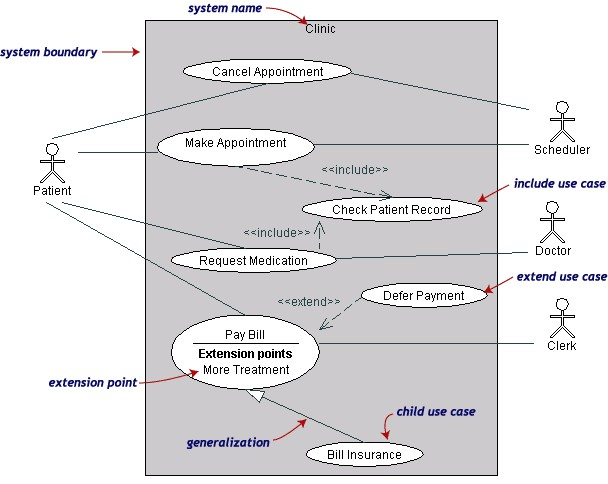 system name
Clinic
system boundary
Cancel Appointment
Make Appointment
Scheduler
<<include>>
Patient
include use case
Check Patient Record
<<include>>
Doctor
Request Medication
extend use case
<<extend>>
Defer Payment
Pay Bill
Clerk
Extension points
More Treatment
extension point
child use case
generalization
Bill Insurance